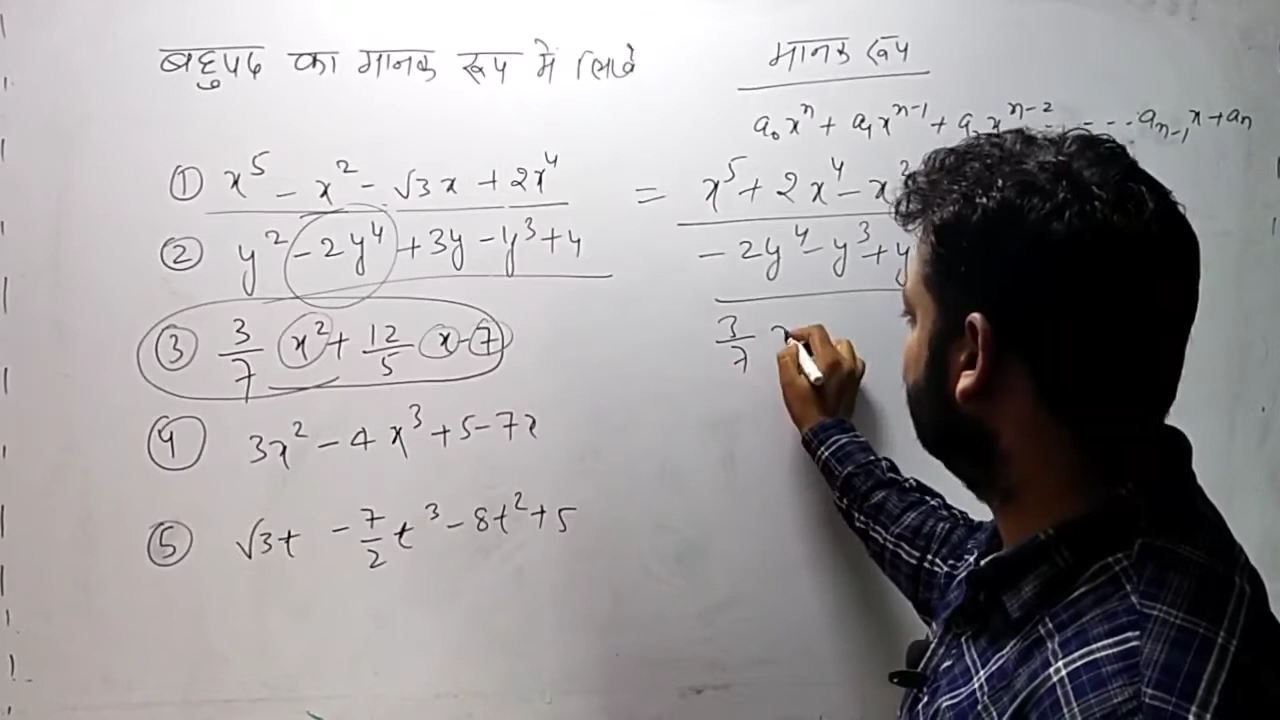 बहुपद का मानक रूप में लिखे
मानक रूप
a₀xⁿ + a₁xⁿ⁻¹ + a₂xⁿ⁻² ------ aₙ₋₁x + aₙ
① x⁵ - x² - √3x + 2x⁴ = x⁵ + 2x⁴ - x²
② y² - 2y⁴ + 3y - y³ + 4
- 2y⁴ - y³ + y
③ 3/7 x² + 12/5 x - 7
3/7
④ 3x² - 4x³ + 5 - 7x
⑤ √3t - 7/2 t³ - 8t² + 5